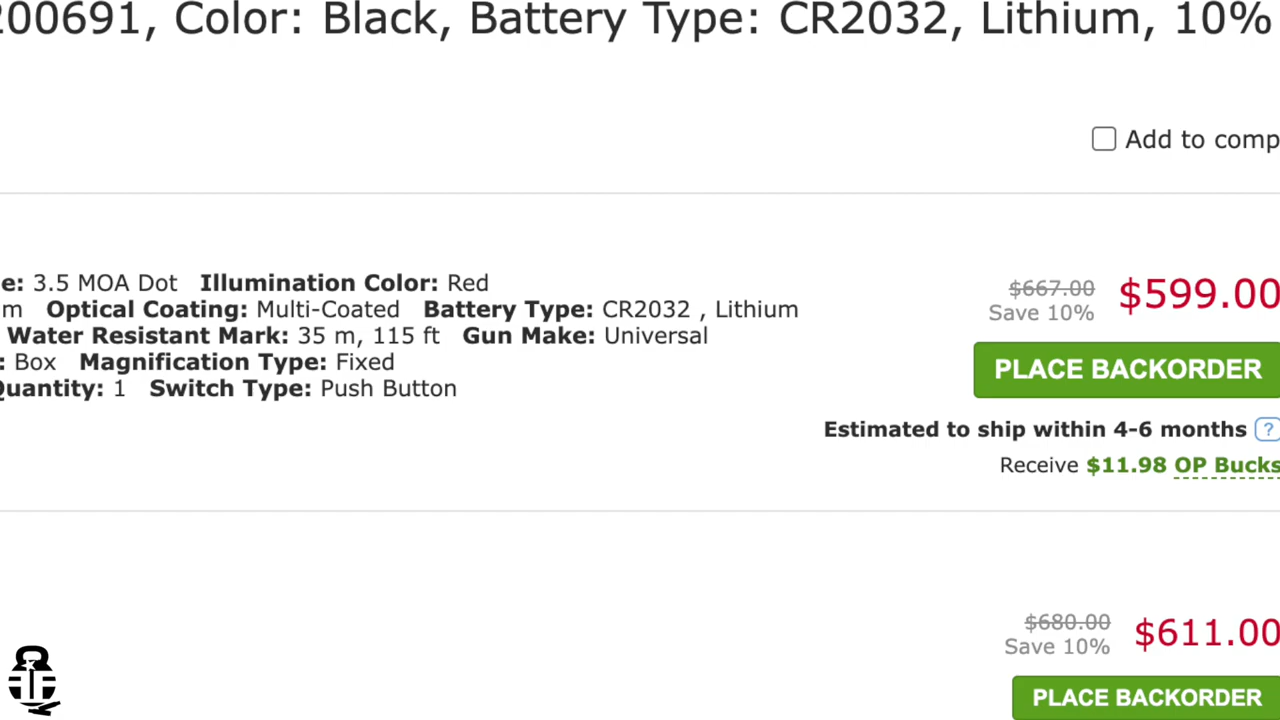 200691, Color: Black, Battery Type: CR2032, Lithium, 10%
Add to comp
e: 3.5 MOA Dot Illumination Color: Red
m Optical Coating: Multi-Coated Battery Type: CR2032 , Lithium
Water Resistant Mark: 35 m, 115 ft Gun Make: Universal
: Box Magnification Type: Fixed
Quantity: 1 Switch Type: Push Button
$667.00 $599.00
Save 10%
PLACE BACKORDER
Estimated to ship within 4-6 months ?
Receive $11.98 OP Bucks
$680.00 $611.00
Save 10%
PLACE BACKORDER